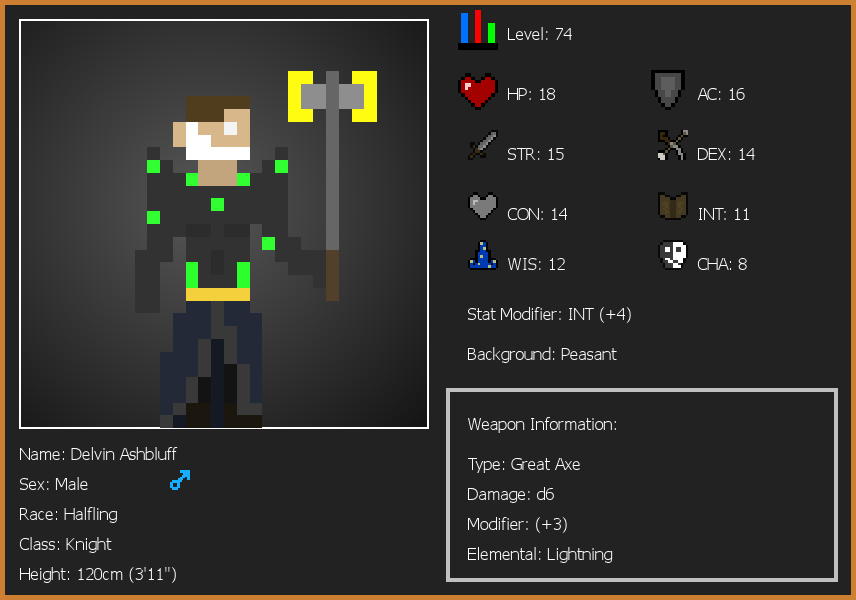 Level: 74
HP: 18
AC: 16
STR: 15
DEX: 14
CON: 14
INT: 11
WIS: 12
CHA: 8
Stat Modifier: INT (+4)
Background: Peasant
Weapon Information:
Type: Great Axe
Damage: d6
Modifier: (+3)
Elemental: Lightning
Name: Delvin Ashbluff
Sex: Male
Race: Halfling
Class: Knight
Height: 120cm (3'11")